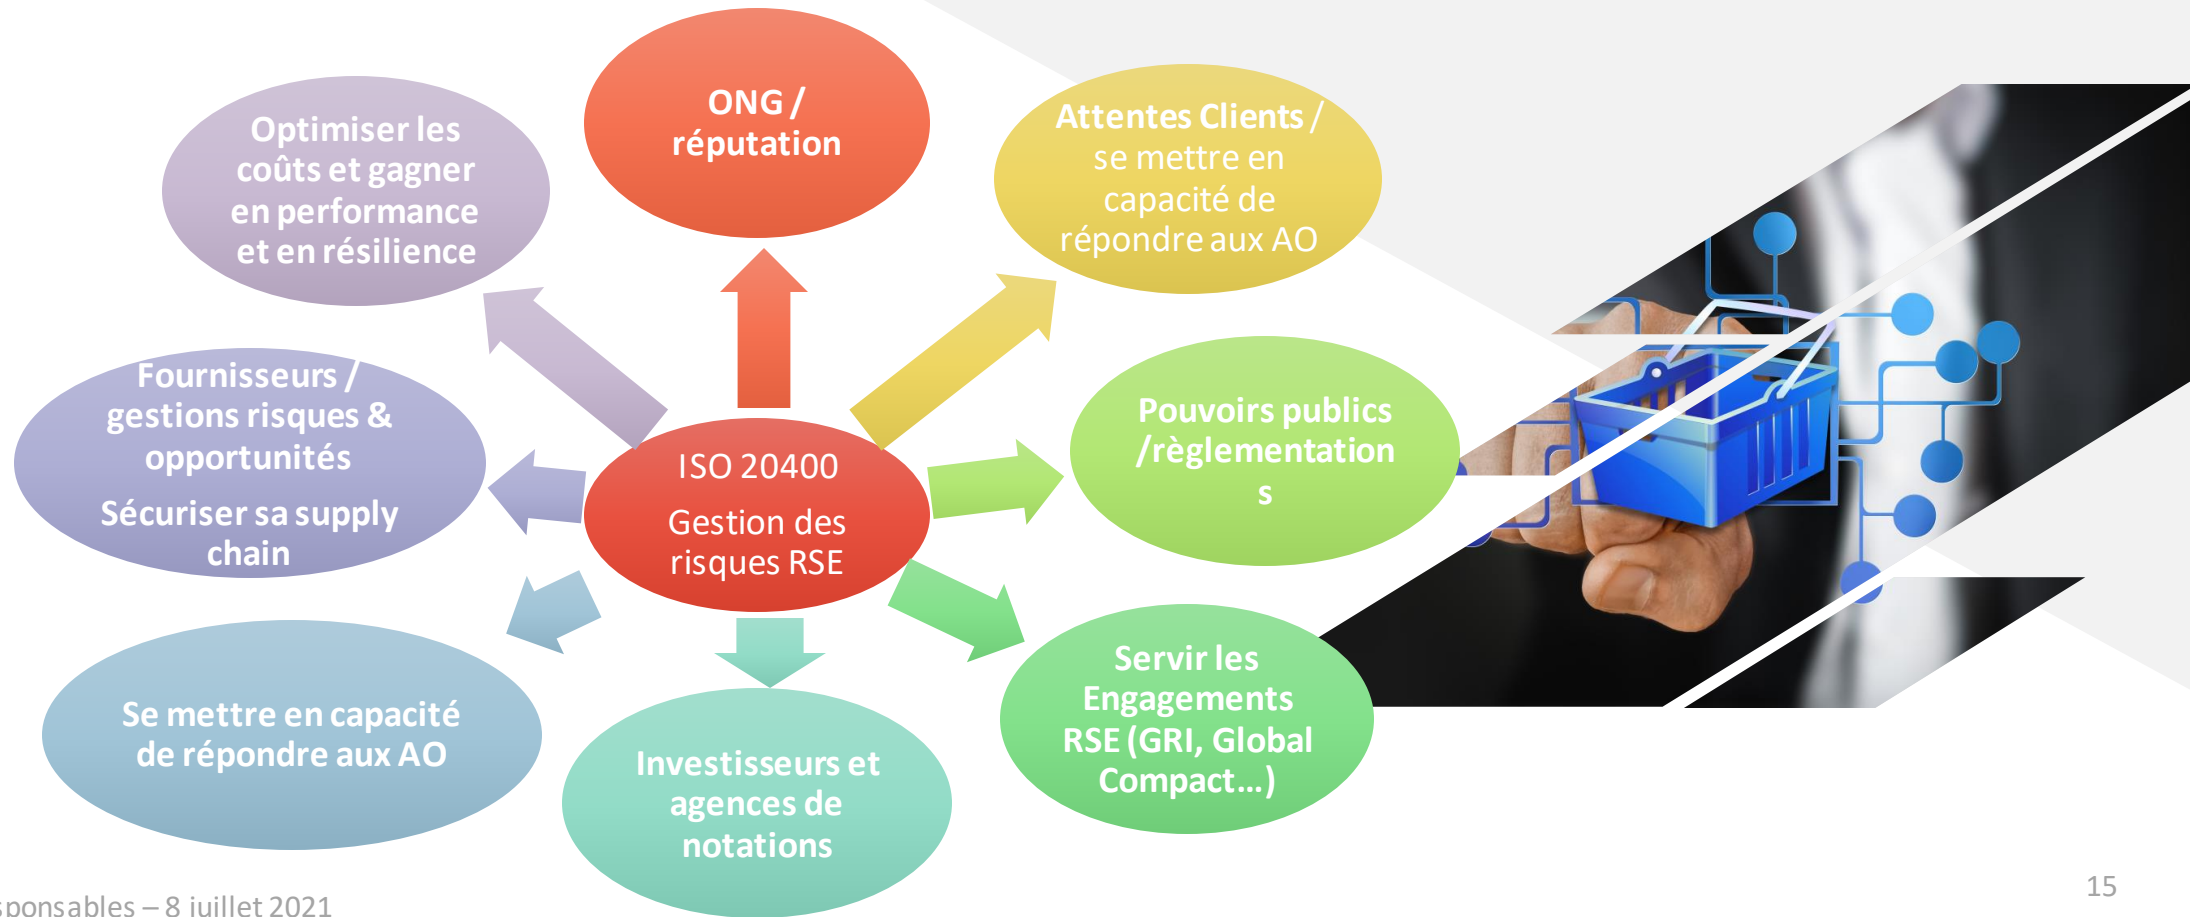 ONG /
réputation
Attentes Clients /
se mettre en
capacité de
répondre aux AO
Pouvoirs publics
/règlementation
s
Servir les
Engagements
RSE (GRI, Global
Compact…)
Investisseurs et
agences de
notations
Se mettre en capacité
de répondre aux AO
Fournisseurs /
gestions risques &
opportunités
Sécuriser sa supply
chain
Optimiser les
coûts et gagner
en performance
et en résilience
ISO 20400
Gestion des
risques RSE
sponsables – 8 juillet 2021
15